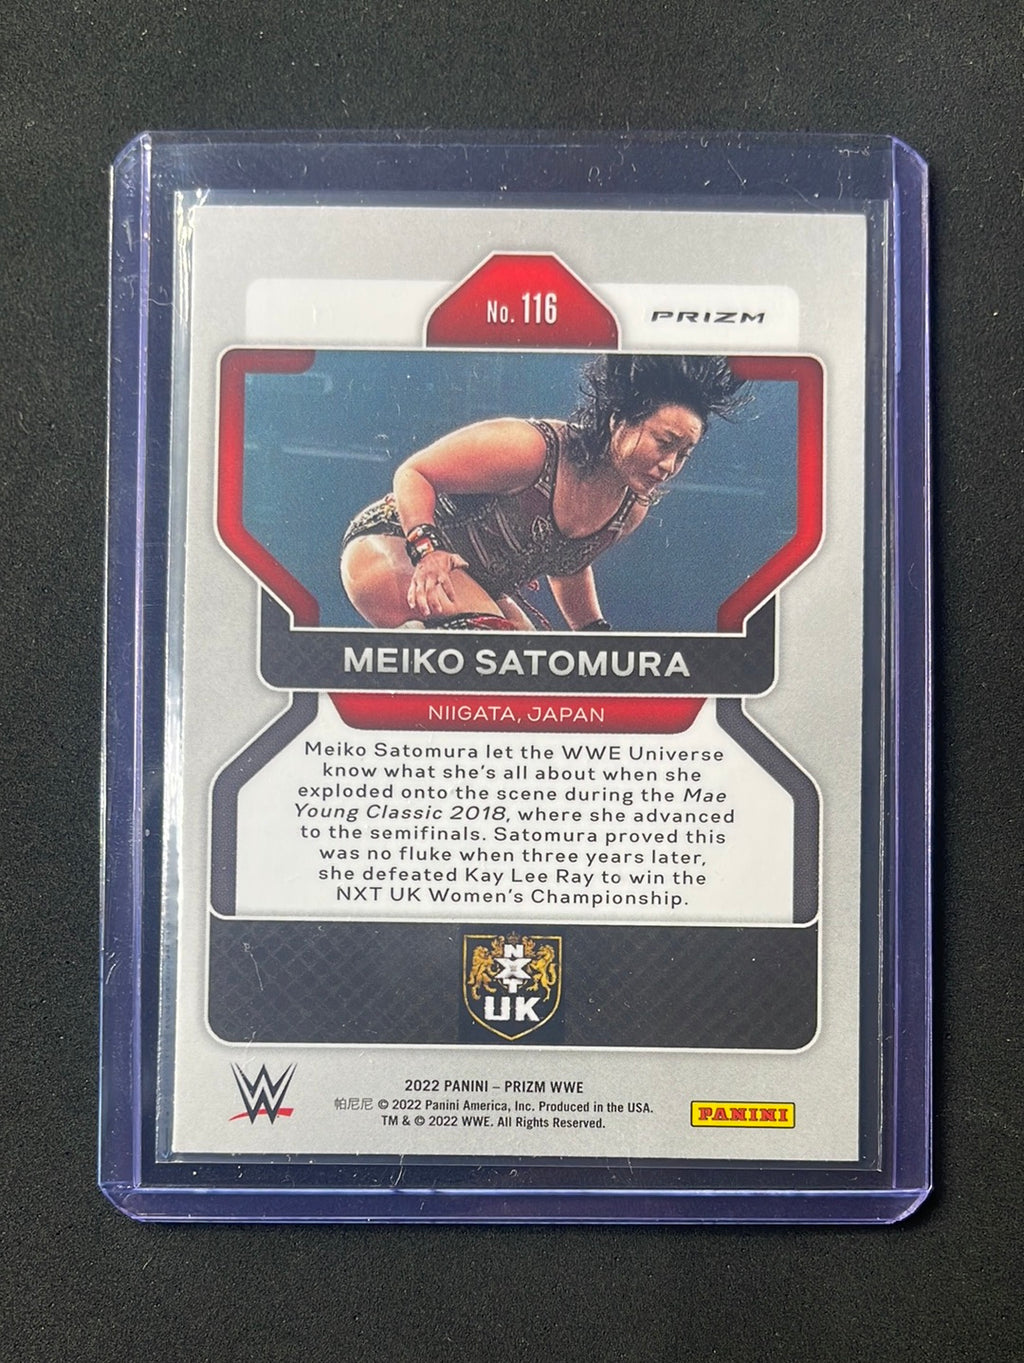 No. 116
PRIZM
MEIKO SATOMURA
NIIGATA, JAPAN
Meiko Satomura let the WWE Universe
know what she's all about when she
exploded onto the scene during the Mae
Young Classic 2018, where she advanced
to the semifinals. Satomura proved this
was no fluke when three years later,
she defeated Kay Lee Ray to win the
NXT UK Women's Championship.
NXT
UK
W
2022 PANINI – PRIZM WWE
帕尼尼 © 2022 Panini America, Inc. Produced in the USA.
TM & © 2022 WWE. All Rights Reserved.
PANINI